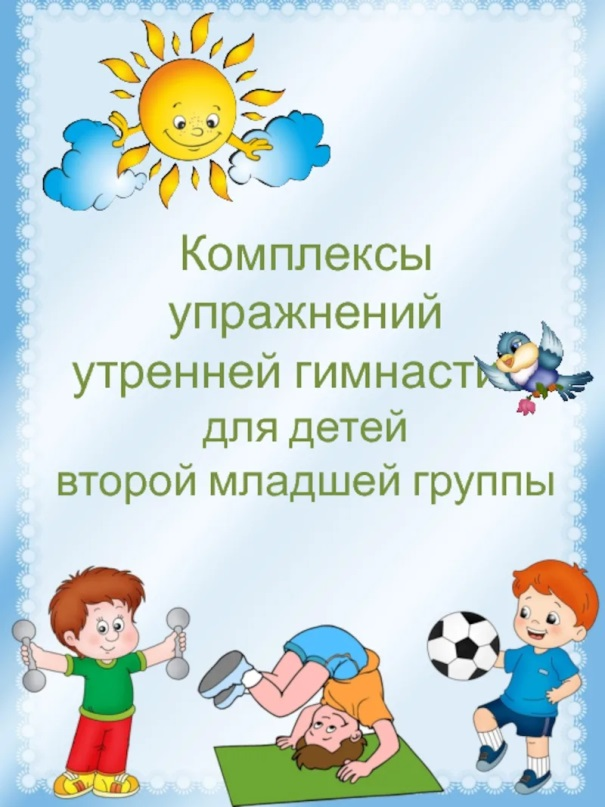 Комплексы
упражнений
утренней гимнасти
для детей
второй младшей группы